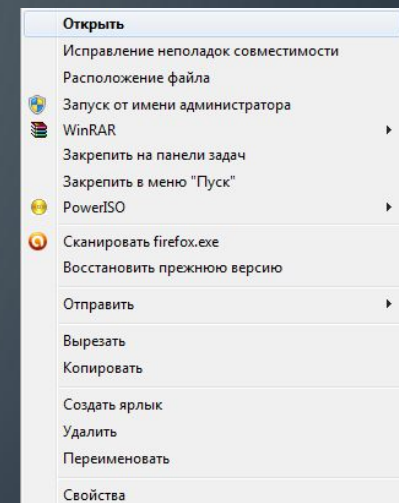 Открыть
Исправление неполадок совместимости
Расположение файла
Запуск от имени администратора
WinRAR
Закрепить на панели задач
Закрепить в меню "Пуск"
PowerISO
Сканировать firefox.exe
Восстановить прежнюю версию
Отправить
Вырезать
Копировать
Создать ярлык
Удалить
Переименовать
Свойства